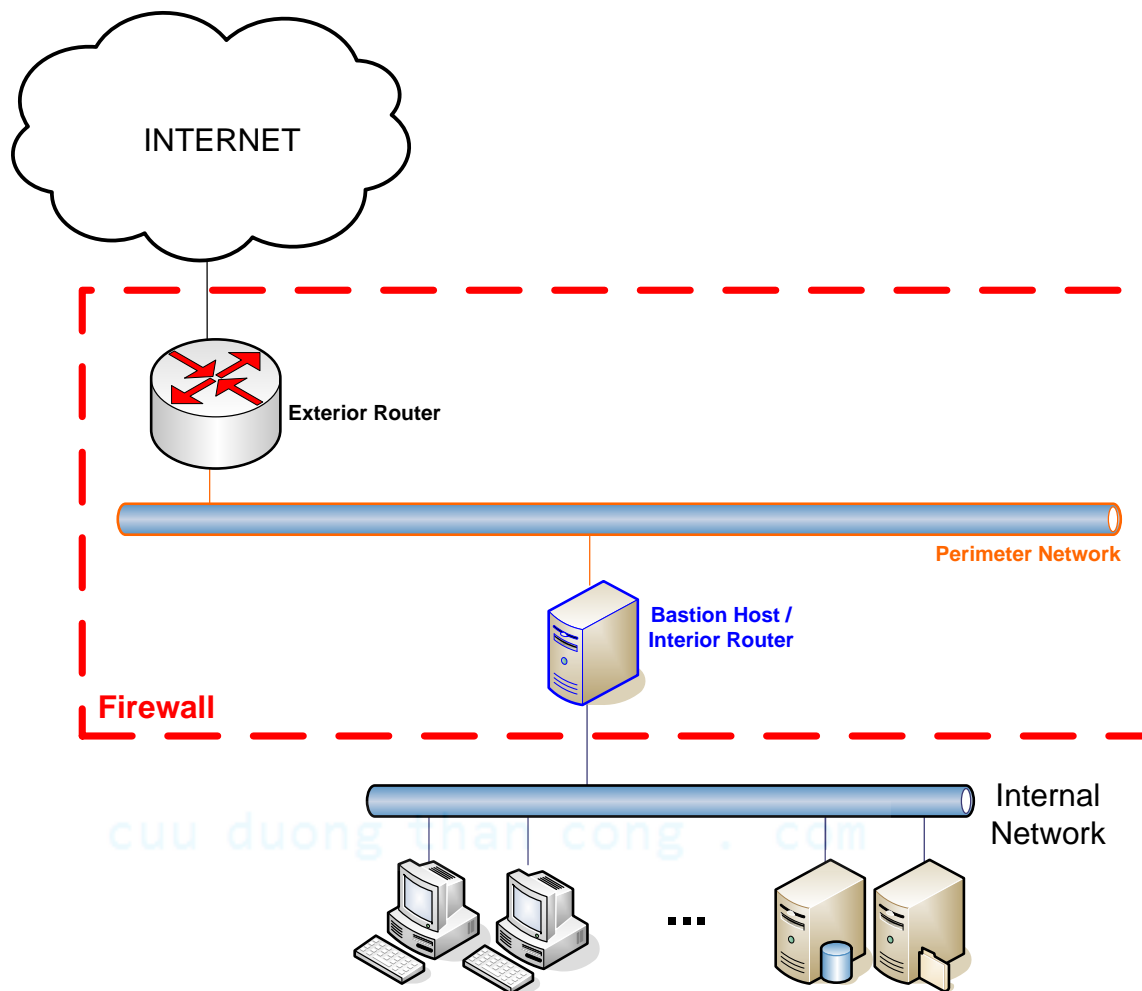 INTERNET
Exterior Router
Perimeter Network
Bastion Host /
Interior Router
Firewall
Internal
Network
cuu duong than cong . com
...